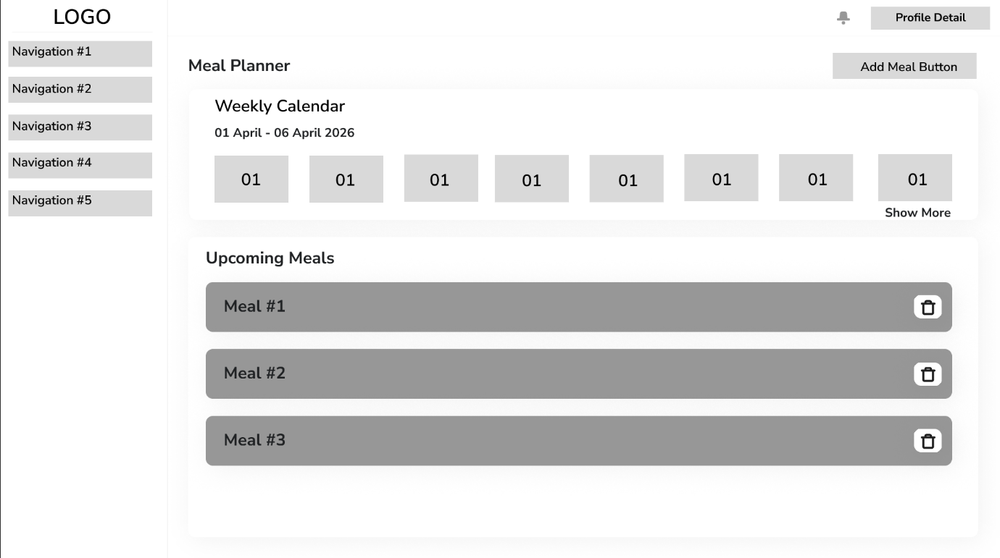 LOGO
Navigation #1
Navigation #2
Navigation #3
Navigation #4
Navigation #5
Profile Detail
Meal Planner
Add Meal Button
Weekly Calendar
01 April - 06 April 2026
01 01 01 01 01 01 01 01
Show More
Upcoming Meals
Meal #1
Meal #2
Meal #3